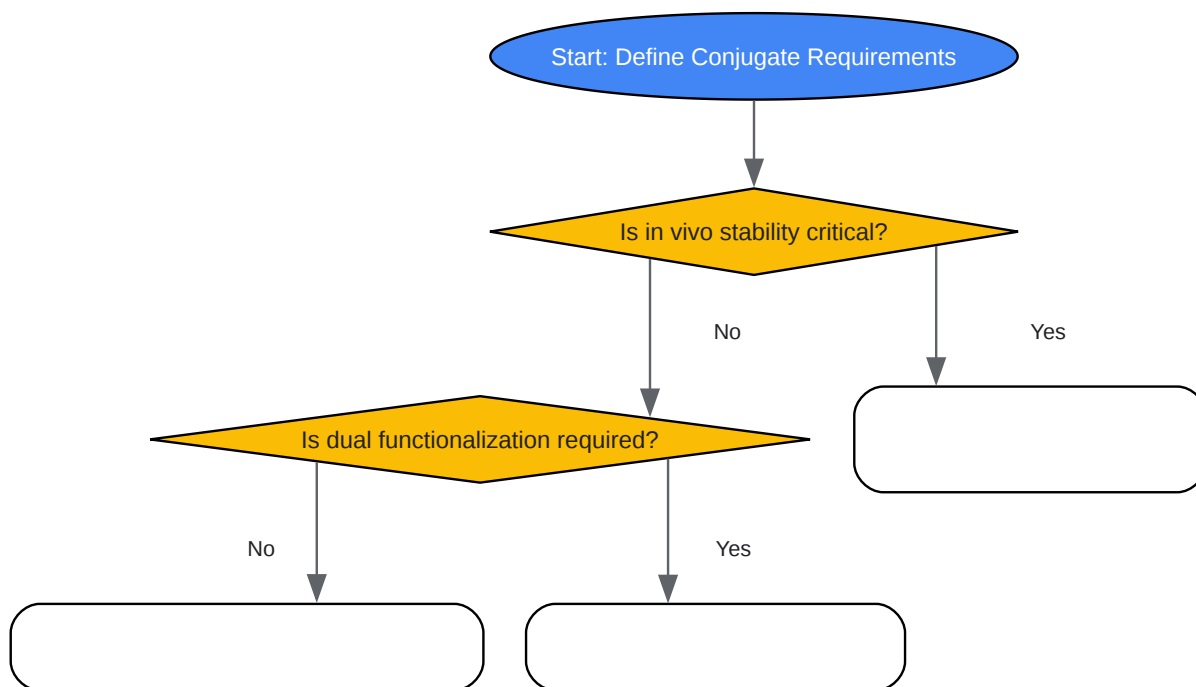 Start: Define Conjugate Requirements
Is in vivo stability critical?
No
Yes
Is dual functionalization required?
No
Yes